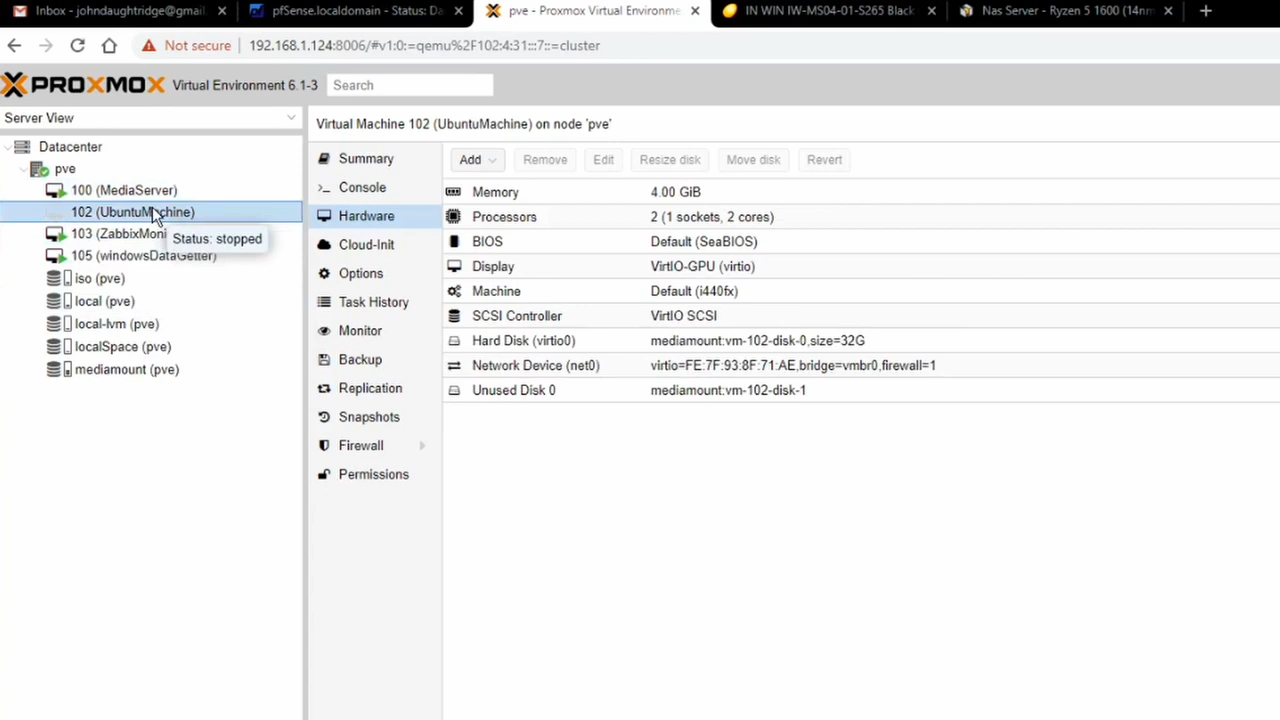 Inbox - johndaughtridge@gmail.
pfSense.localdomain - Status: Da
pve - Proxmox Virtual Environme
IN WIN IW-MS04-01-S265 Black
Nas Server - Ryzen 5 1600 (14nm
Not secure 192.168.1.124:8006/#v1:0:=qemu%2F102:4:31:::7::=cluster
PROXMOX Virtual Environment 6.1-3 Search
Server View
Datacenter
pve
100 (MediaServer)
102 (UbuntuMachine)
103 (ZabbixMoni
Status: stopped
105 (windowsDataGetter)
iso (pve)
local (pve)
local-lvm (pve)
localSpace (pve)
mediamount (pve)
Virtual Machine 102 (UbuntuMachine) on node 'pve'
Summary
Console
Hardware
Cloud-Init
Options
Task History
Monitor
Backup
Replication
Snapshots
Firewall
Permissions
Add Remove Edit Resize disk Move disk Revert
Memory 4.00 GiB
Processors 2 (1 sockets, 2 cores)
BIOS Default (SeaBIOS)
Display VirtIO-GPU (virtio)
Machine Default (i440fx)
SCSI Controller VirtIO SCSI
Hard Disk (virtio0) mediamount:vm-102-disk-0,size=32G
Network Device (net0) virtio=FE:7F:93:8F:71:AE,bridge=vmbr0,firewall=1
Unused Disk 0 mediamount:vm-102-disk-1